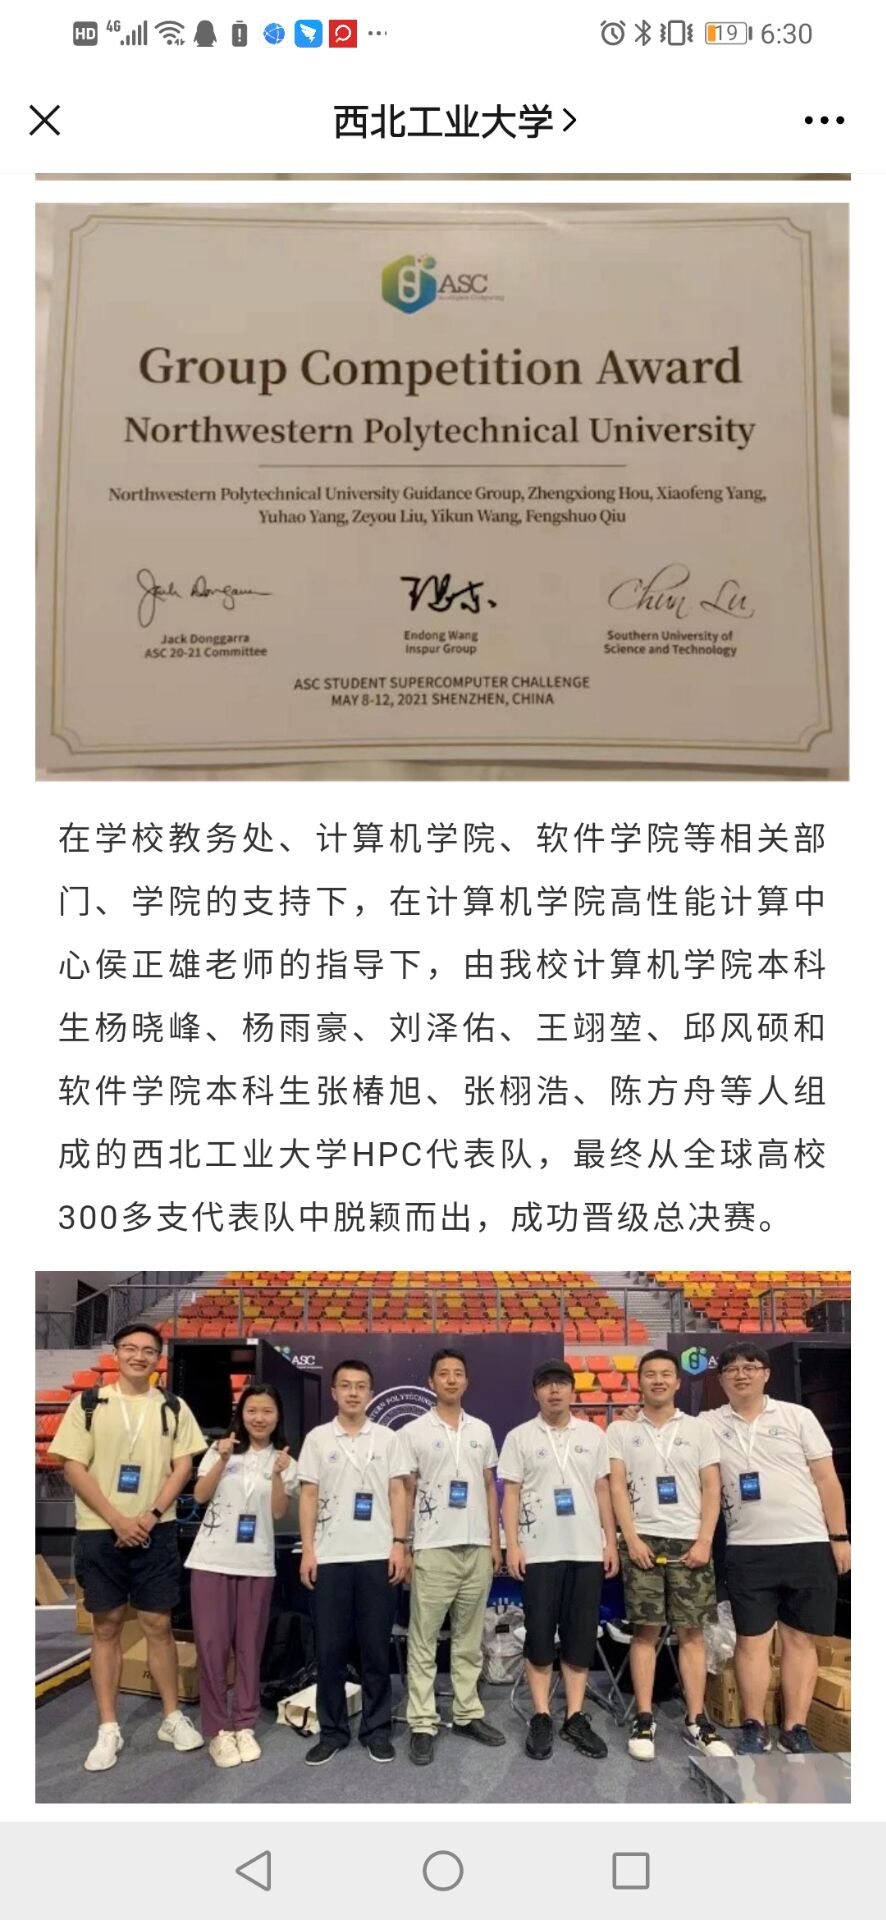 HD 4G 19 6:30
西北工业大学
ASC
Group Competition Award
Northwestern Polytechnical University
Northwestern Polytechnical University Guidance Group, Zhengxiong Hou, Xiaofeng Yang,
Yuhao Yang, Zeyou Liu, Yikun Wang, Fengshuo Qiu
Jack Donggarra
ASC 20-21 Committee
Endong Wang
Inspur Group
Chun Lu
Southern University of
Science and Technology
ASC STUDENT SUPERCOMPUTER CHALLENGE
MAY 8-12, 2021 SHENZHEN, CHINA
在学校教务处、计算机学院、软件学院等相关部
门、学院的支持下，在计算机学院高性能计算中
心侯正雄老师的指导下，由我校计算机学院本科
生杨晓峰、杨雨豪、刘泽佑、王翊堃、邱风硕和
软件学院本科生张椿旭、张栩浩、陈方舟等人组
成的西北工业大学HPC代表队，最终从全球高校
300多支代表队中脱颖而出，成功晋级总决赛。
ASC